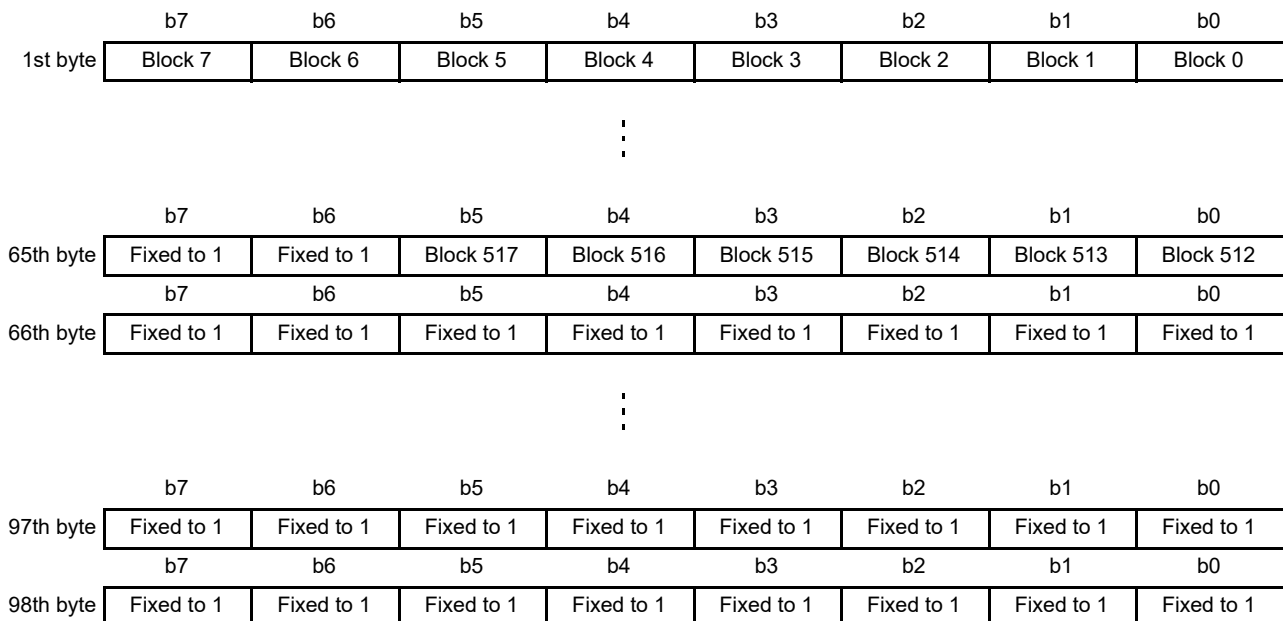 b7 b6 b5 b4 b3 b2 b1 b0
1st byte Block 7 Block 6 Block 5 Block 4 Block 3 Block 2 Block 1 Block 0
b7 b6 b5 b4 b3 b2 b1 b0
65th byte Fixed to 1 Fixed to 1 Block 517 Block 516 Block 515 Block 514 Block 513 Block 512
b7 b6 b5 b4 b3 b2 b1 b0
66th byte Fixed to 1 Fixed to 1 Fixed to 1 Fixed to 1 Fixed to 1 Fixed to 1 Fixed to 1 Fixed to 1
b7 b6 b5 b4 b3 b2 b1 b0
97th byte Fixed to 1 Fixed to 1 Fixed to 1 Fixed to 1 Fixed to 1 Fixed to 1 Fixed to 1 Fixed to 1
b7 b6 b5 b4 b3 b2 b1 b0
98th byte Fixed to 1 Fixed to 1 Fixed to 1 Fixed to 1 Fixed to 1 Fixed to 1 Fixed to 1 Fixed to 1